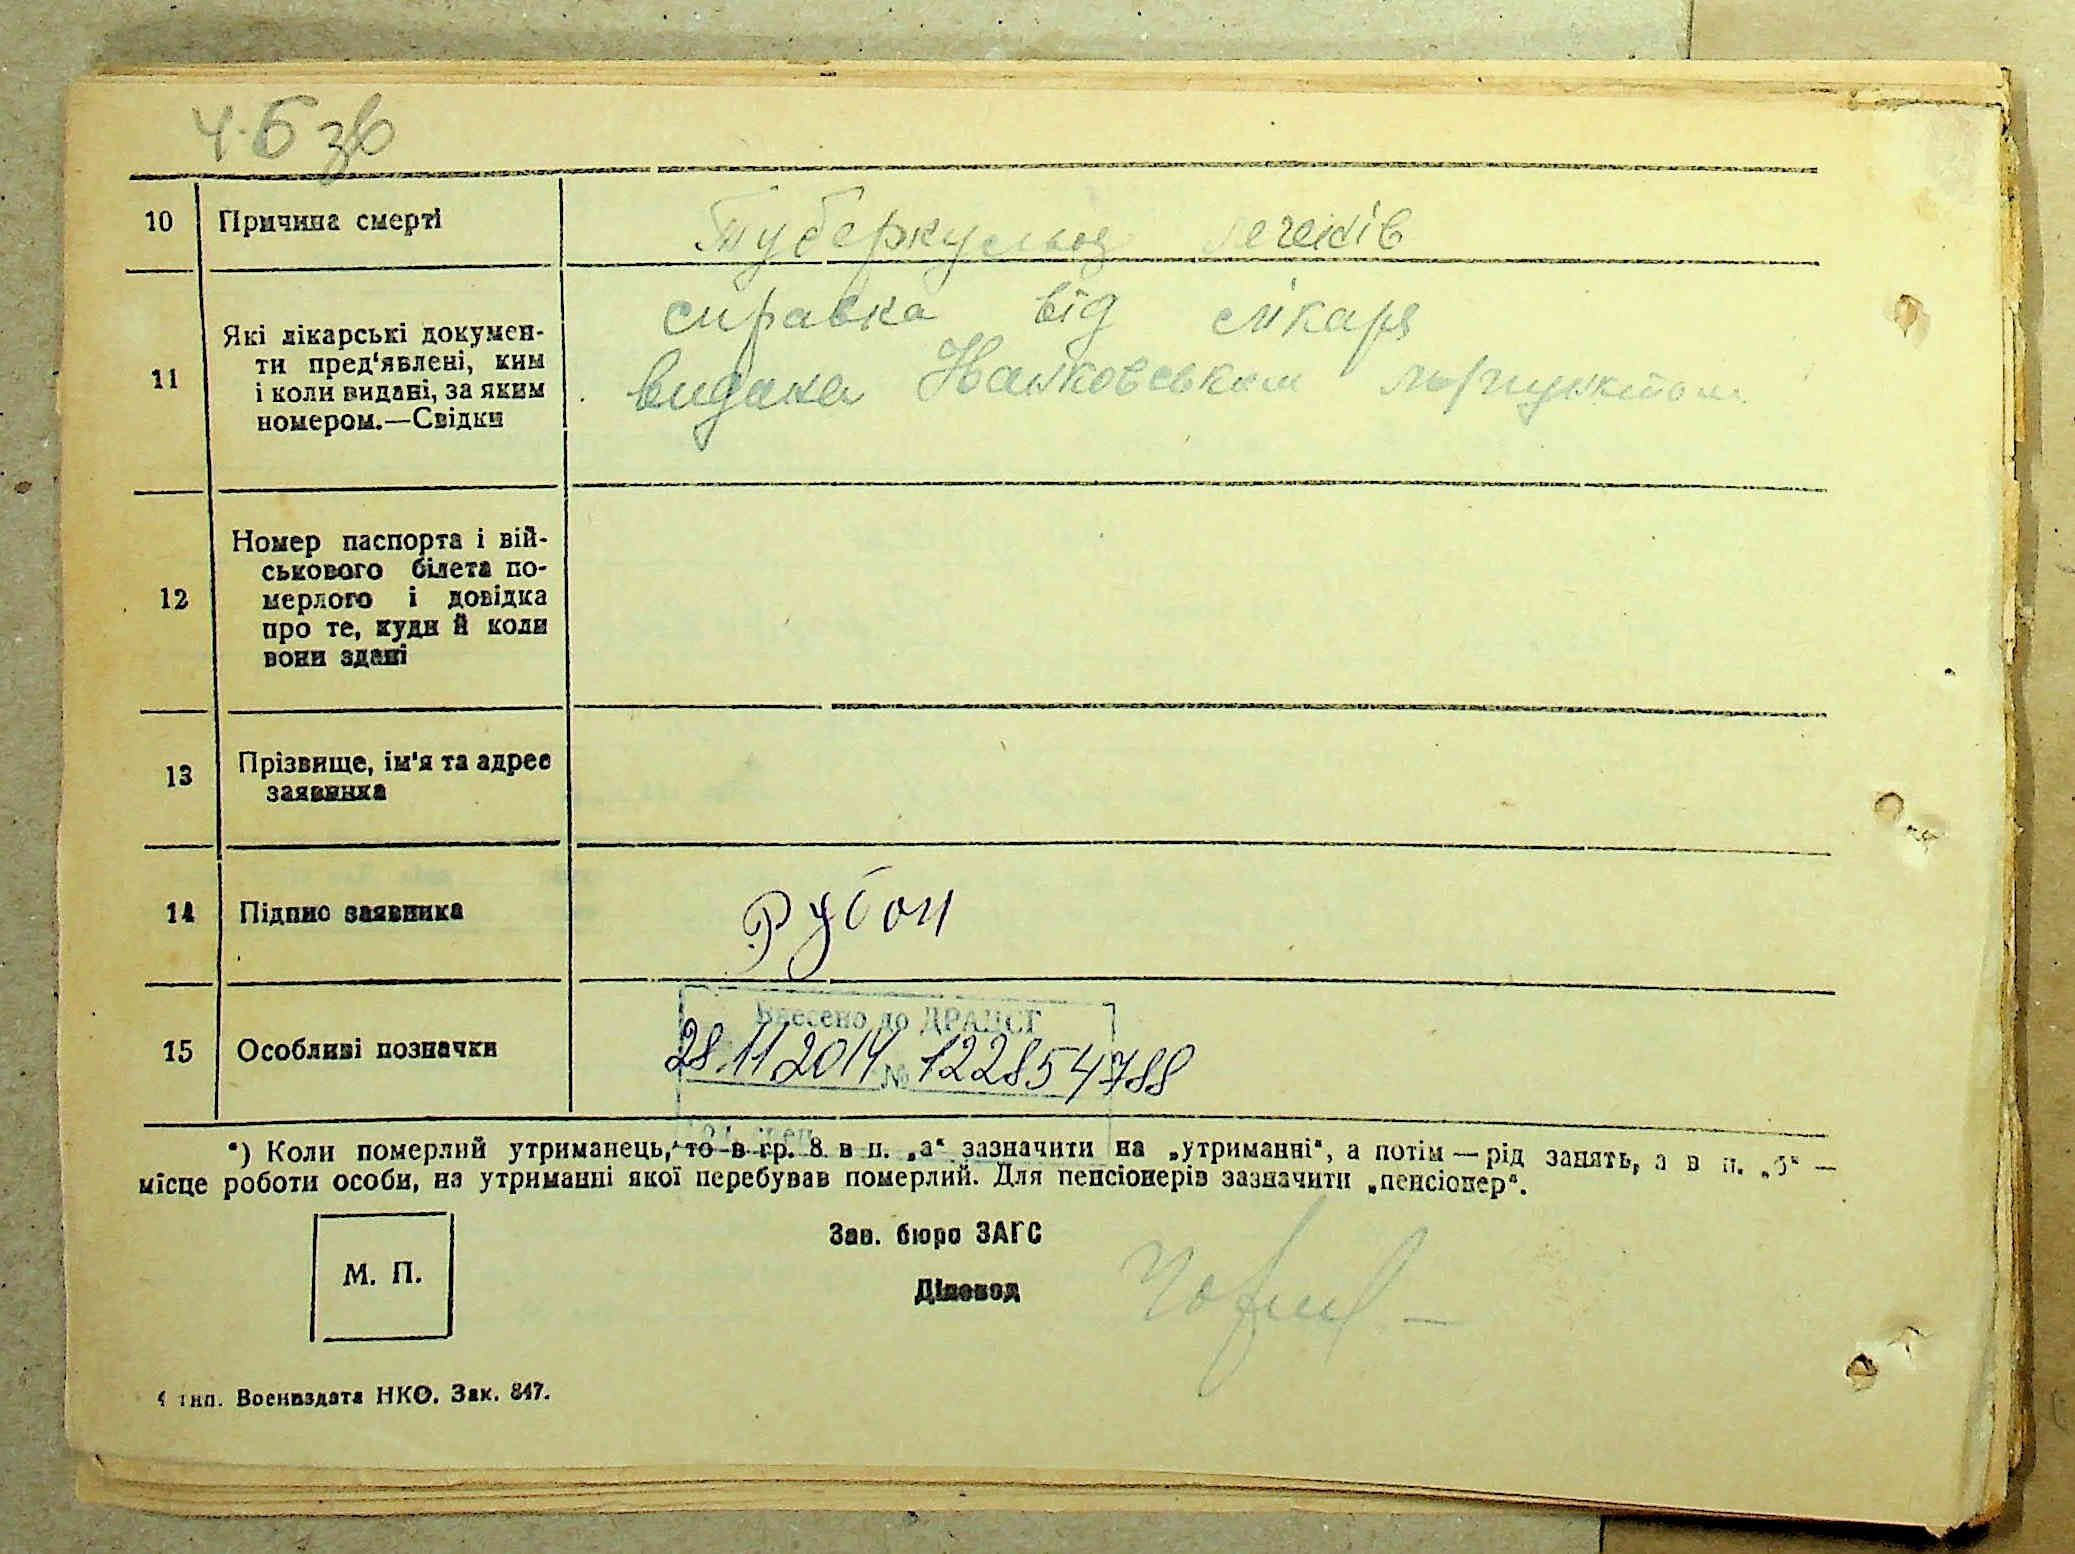 ч. 6 зв
10 Причина смерті Туберкульоз легенів
11 Які лікарські докумен-
ти пред'явлені, ким
і коли видані, за яким
номером.—Свідки
справка від лікаря
видана
12 Номер паспорта і вій-
ськового білета по-
мерлого і довідка
про те, куди й коли
вони здані
13 Прізвище, ім'я та адрес
заявника
14 Підпис заявника Рубон
15 Особливі позначки
Внесено до ДРАЦСГ
28.11.2014 № 122854788
*) Коли померлий утриманець, то в гр. 8 в п. „а“ зазначити на „утриманні“, а потім — рід занять, а в п. „б“ —
місце роботи особи, на утриманні якої перебував померлий. Для пенсіонерів зазначити „пенсіонер“.
М. П.
Зав. бюро ЗАГС
Діловод
4 тип. Воениздата НКО. Зак. 847.